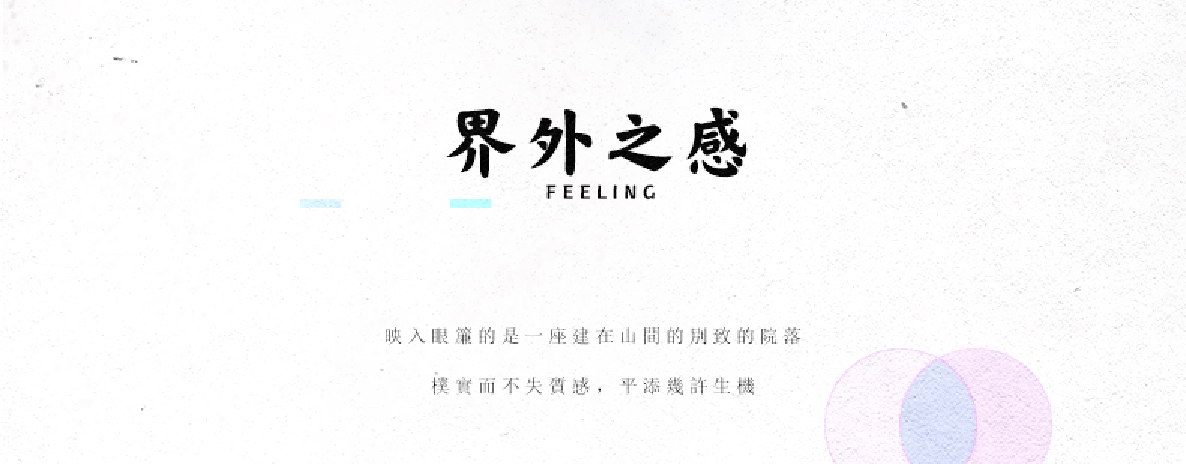 界外之感
FEELING
映入眼簾的是一座建在山間的別致的院落
樸實而不失質感，平添幾許生機